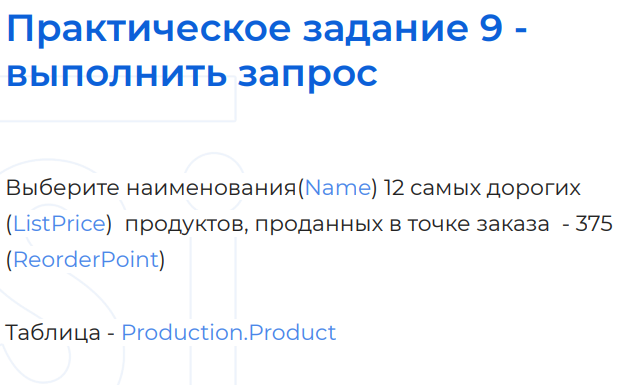 Практическое задание 9 -
выполнить запрос
Выберите наименования(Name) 12 самых дорогих
(ListPrice)  продуктов, проданных в точке заказа  - 375
(ReorderPoint)
Таблица - Production.Product